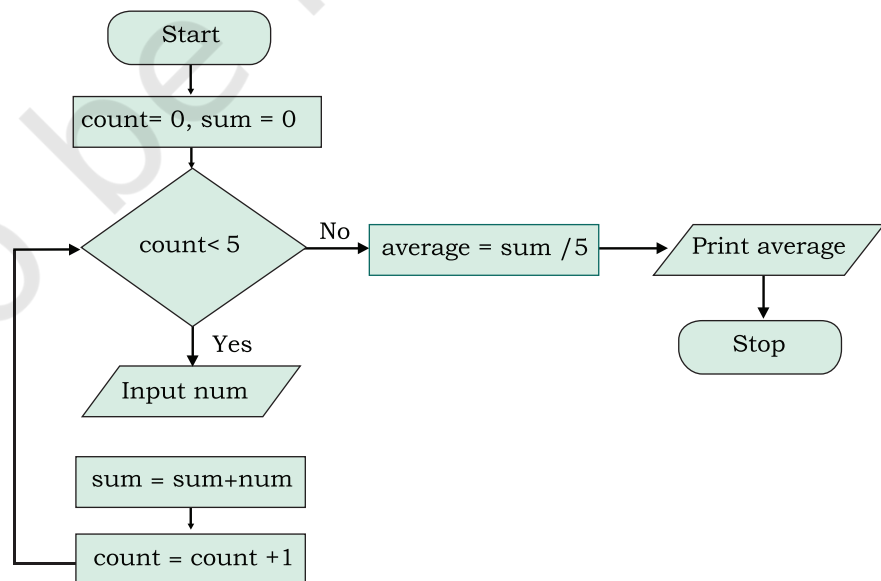 Start
count= 0, sum = 0
count< 5
No
average = sum /5
Print average
Stop
Yes
Input num
sum = sum+num
count = count +1